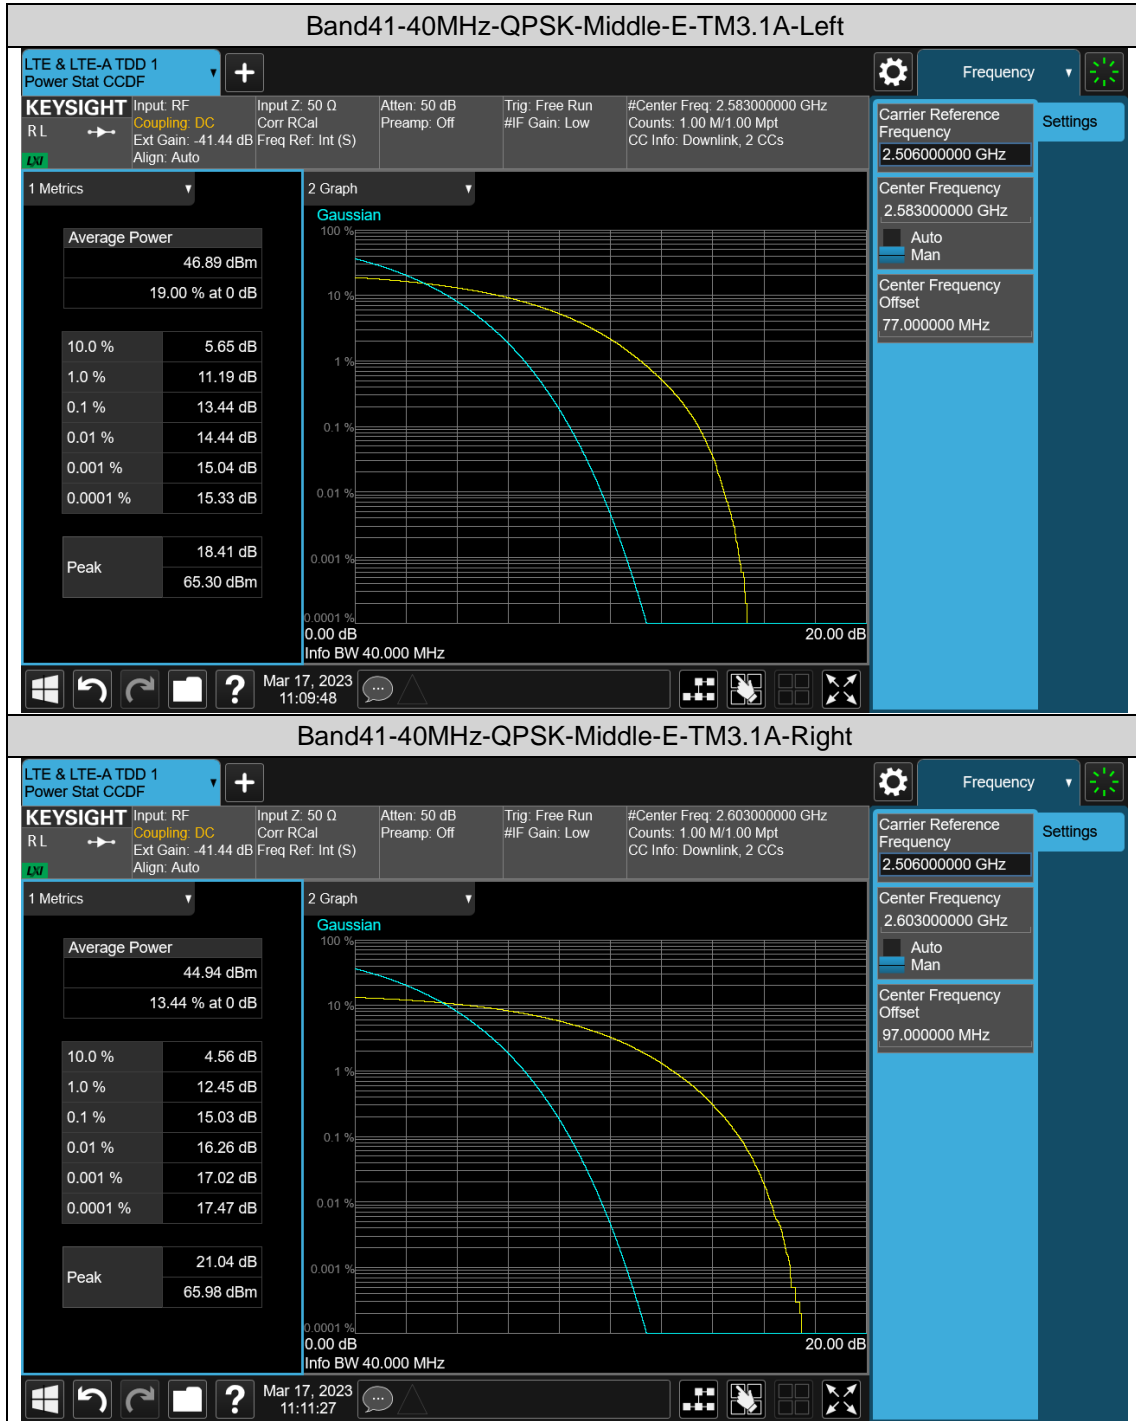 Band41-40MHz-QPSK-Middle-E-TM3.1A-Left
LTE & LTE-A TDD 1
Power Stat CCDF
Frequency
KEYSIGHT
R L
LXI
Input: RF
Coupling: DC
Ext Gain: -41.44 dB
Align: Auto
Input Z: 50 Ω
Corr RCal
Freq Ref: Int (S)
Atten: 50 dB
Preamp: Off
Trig: Free Run
#IF Gain: Low
#Center Freq: 2.583000000 GHz
Counts: 1.00 M/1.00 Mpt
CC Info: Downlink, 2 CCs
Carrier Reference
Frequency
2.506000000 GHz
Settings
Center Frequency
2.583000000 GHz
Auto
Man
Center Frequency
Offset
77.000000 MHz
1 Metrics
Average Power
46.89 dBm
19.00 % at 0 dB
10.0 % 5.65 dB
1.0 % 11.19 dB
0.1 % 13.44 dB
0.01 % 14.44 dB
0.001 % 15.04 dB
0.0001 % 15.33 dB
Peak
18.41 dB
65.30 dBm
2 Graph
Gaussian
100 %
10 %
1 %
0.1 %
0.01 %
0.001 %
0.0001 %
0.00 dB
20.00 dB
Info BW 40.000 MHz
Mar 17, 2023
11:09:48
Band41-40MHz-QPSK-Middle-E-TM3.1A-Right
LTE & LTE-A TDD 1
Power Stat CCDF
Frequency
KEYSIGHT
R L
LXI
Input: RF
Coupling: DC
Ext Gain: -41.44 dB
Align: Auto
Input Z: 50 Ω
Corr RCal
Freq Ref: Int (S)
Atten: 50 dB
Preamp: Off
Trig: Free Run
#IF Gain: Low
#Center Freq: 2.603000000 GHz
Counts: 1.00 M/1.00 Mpt
CC Info: Downlink, 2 CCs
Carrier Reference
Frequency
2.506000000 GHz
Settings
Center Frequency
2.603000000 GHz
Auto
Man
Center Frequency
Offset
97.000000 MHz
1 Metrics
Average Power
44.94 dBm
13.44 % at 0 dB
10.0 % 4.56 dB
1.0 % 12.45 dB
0.1 % 15.03 dB
0.01 % 16.26 dB
0.001 % 17.02 dB
0.0001 % 17.47 dB
Peak
21.04 dB
65.98 dBm
2 Graph
Gaussian
100 %
10 %
1 %
0.1 %
0.01 %
0.001 %
0.0001 %
0.00 dB
20.00 dB
Info BW 40.000 MHz
Mar 17, 2023
11:11:27